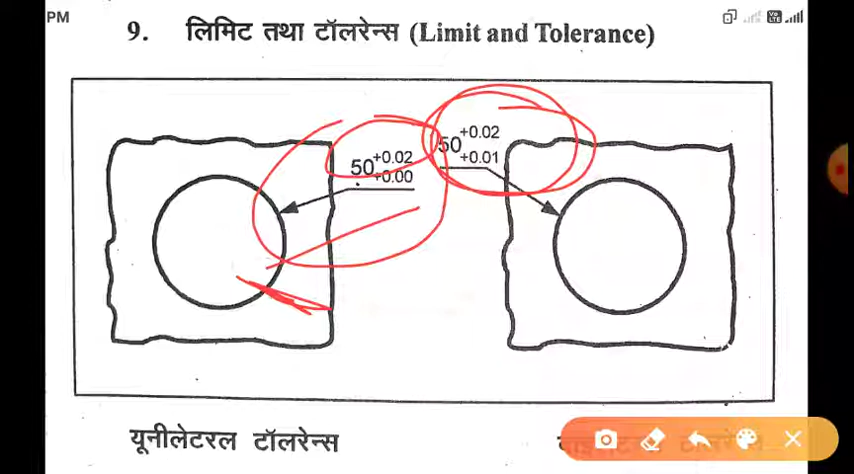 PM
9. लिमिट तथा टॉलरेन्स (Limit and Tolerance)
50 +0.02 +0.00
50 +0.02 +0.01
यूनीलेटरल टॉलरेन्स